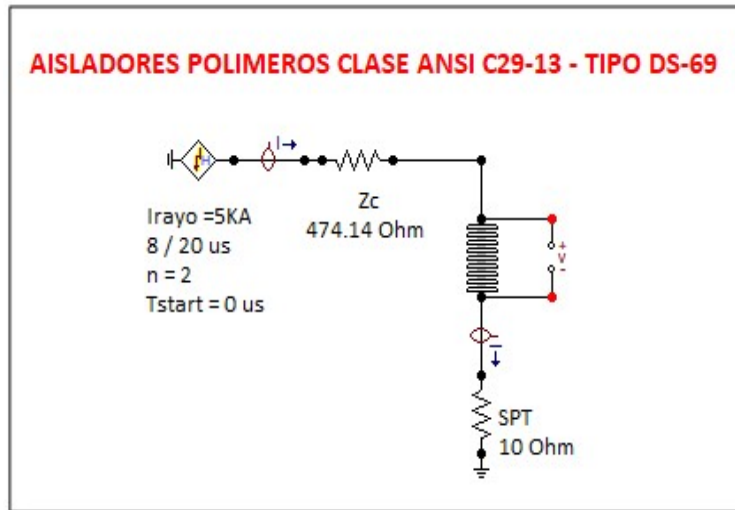 AISLADORES POLIMEROS CLASE ANSI C29-13 - TIPO DS-69
H
I
Zc
474.14 Ohm
Irayo =5KA
8 / 20 us
n = 2
Tstart = 0 us
+
v
-
I
SPT
10 Ohm